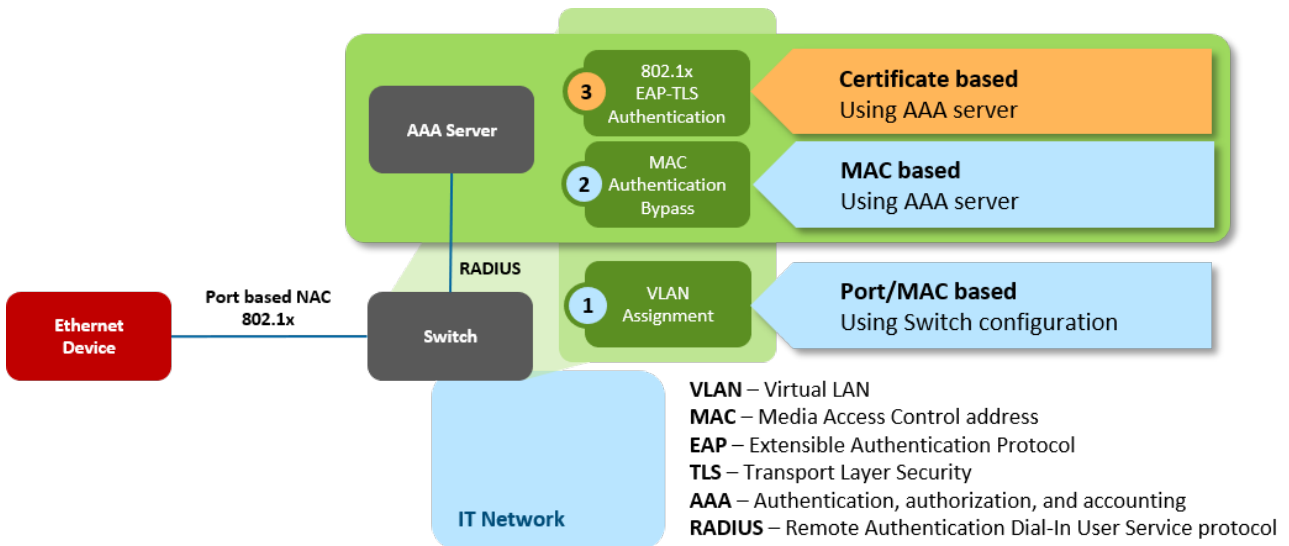 802.1x
EAP-TLS
Authentication
3
Certificate based
Using AAA server
AAA Server
MAC
Authentication
Bypass
2
MAC based
Using AAA server
RADIUS
Port based NAC
802.1x
Ethernet
Device
Switch
1
VLAN
Assignment
Port/MAC based
Using Switch configuration
IT Network
VLAN – Virtual LAN
MAC – Media Access Control address
EAP – Extensible Authentication Protocol
TLS – Transport Layer Security
AAA – Authentication, authorization, and accounting
RADIUS – Remote Authentication Dial-In User Service protocol